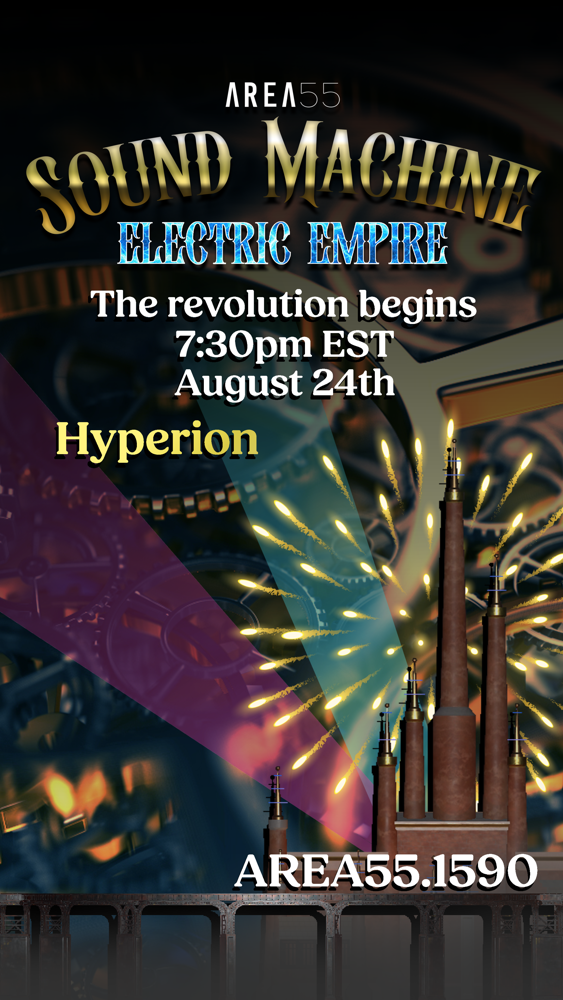 AREA55
SOUND MACHINE
ELECTRIC EMPIRE
The revolution begins
7:30pm EST
August 24th
Hyperion
AREA55.1590